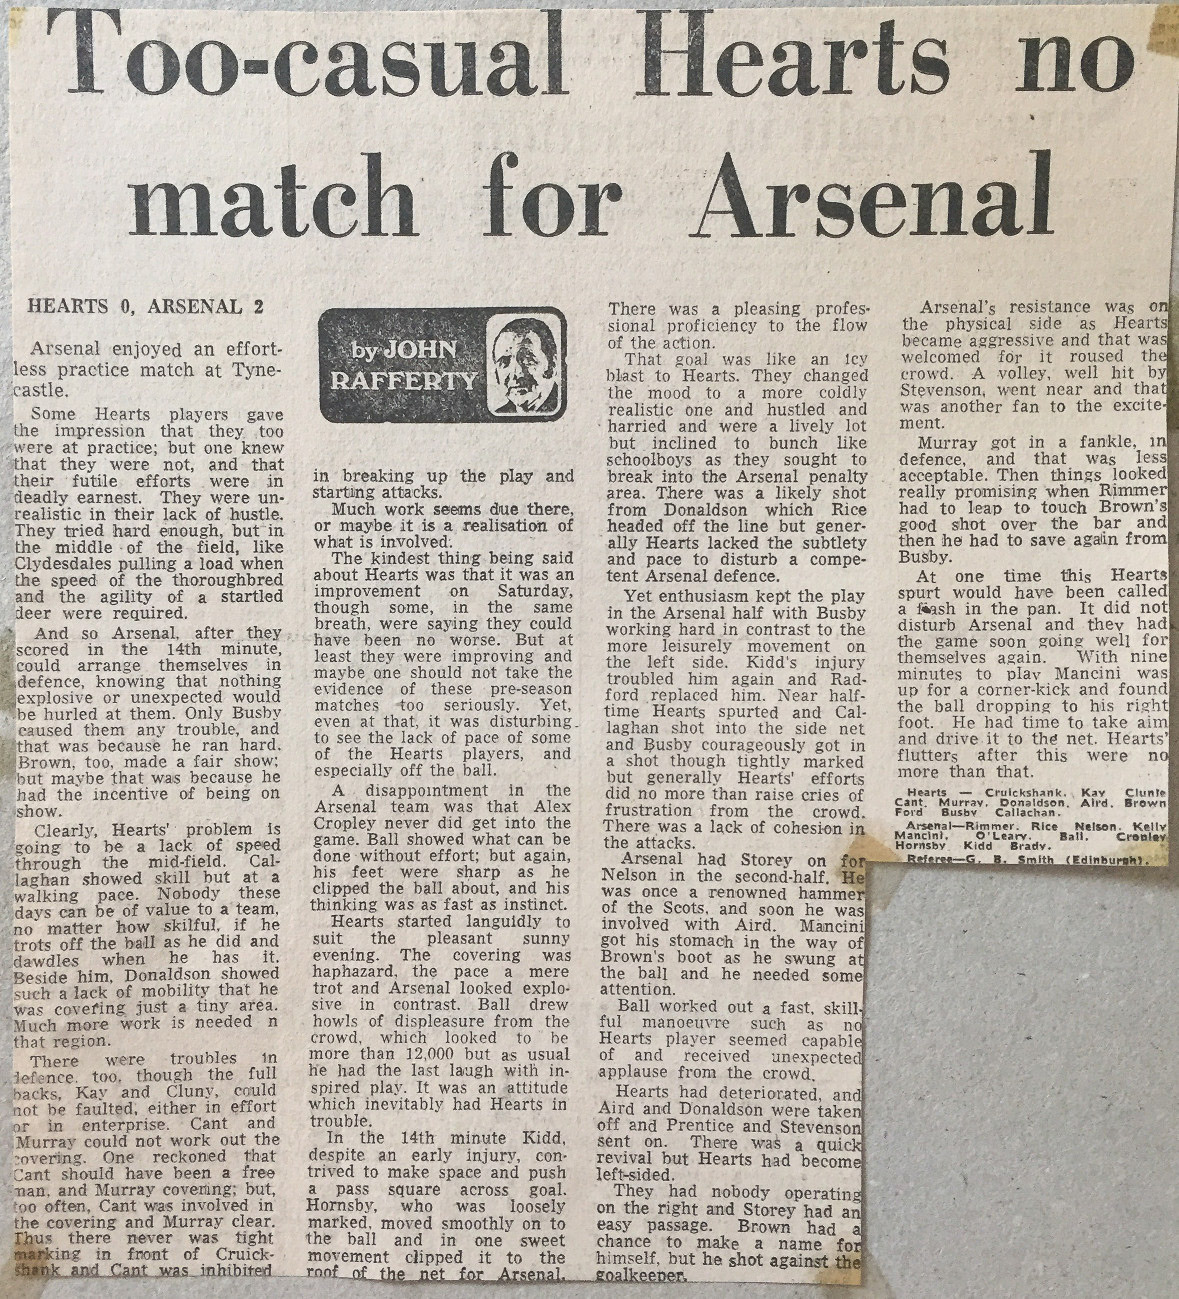 Too-casual Hearts no
match for Arsenal
HEARTS 0, ARSENAL 2
Arsenal enjoyed an effort-
less practice match at Tyne-
castle.
Some Hearts players gave
the impression that they too
were at practice; but one knew
that they were not, and that
their futile efforts were in
deadly earnest. They were un-
realistic in their lack of hustle.
They tried hard enough, but in
the middle of the field, like
Clydesdales pulling a load when
the speed of the thoroughbred
and the agility of a startled
deer were required.
And so Arsenal, after they
scored in the 14th minute,
could arrange themselves in
defence, knowing that nothing
explosive or unexpected would
be hurled at them. Only Busby
caused them any trouble, and
that was because he ran hard.
Brown, too, made a fair show;
but maybe that was because he
had the incentive of being on
show.
Clearly, Hearts' problem is
going to be a lack of speed
through the mid-field. Cal-
laghan showed skill but at a
walking pace. Nobody these
days can be of value to a team,
no matter how skilful, if he
trots off the ball as he did and
dawdles when he has it.
Beside him, Donaldson showed
such a lack of mobility that he
was covering just a tiny area.
Much more work is needed n
that region.
There were troubles in
defence, too, though the full
backs, Kay and Cluny, could
not be faulted, either in effort
or in enterprise. Cant and
Murray could not work out the
covering. One reckoned that
Cant should have been a free
man, and Murray covering; but,
too often, Cant was involved in
the covering and Murray clear.
Thus there never was tight
marking in front of Cruick-
shank and Cant was inhibited
by JOHN
RAFFERTY
in breaking up the play and
starting attacks.
Much work seems due there,
or maybe it is a realisation of
what is involved.
The kindest thing being said
about Hearts was that it was an
improvement on Saturday,
though some, in the same
breath, were saying they could
have been no worse. But at
least they were improving and
maybe one should not take the
evidence of these pre-season
matches too seriously. Yet,
even at that, it was disturbing
to see the lack of pace of some
of the Hearts players, and
especially off the ball.
A disappointment in the
Arsenal team was that Alex
Cropley never did get into the
game. Ball showed what can be
done without effort; but again,
his feet were sharp as he
clipped the ball about, and his
thinking was as fast as instinct.
Hearts started languidly to
suit the pleasant sunny
evening. The covering was
haphazard, the pace a mere
trot and Arsenal looked explo-
sive in contrast. Ball drew
howls of displeasure from the
crowd, which looked to be
more than 12,000 but as usual
he had the last laugh with in-
spired play. It was an attitude
which inevitably had Hearts in
trouble.
In the 14th minute Kidd,
despite an early injury, con-
trived to make space and push
a pass square across goal.
Hornsby, who was loosely
marked, moved smoothly on to
the ball and in one sweet
movement clipped it to the
roof of the net for Arsenal.
There was a pleasing profes-
sional proficiency to the flow
of the action.
That goal was like an icy
blast to Hearts. They changed
the mood to a more coldly
realistic one and hustled and
harried and were a lively lot
but inclined to bunch like
schoolboys as they sought to
break into the Arsenal penalty
area. There was a likely shot
from Donaldson which Rice
headed off the line but gener-
ally Hearts lacked the subtlety
and pace to disturb a compe-
tent Arsenal defence.
Yet enthusiasm kept the play
in the Arsenal half with Busby
working hard in contrast to the
more leisurely movement on
the left side. Kidd's injury
troubled him again and Rad-
ford replaced him. Near half-
time Hearts spurted and Cal-
laghan shot into the side net
and Busby courageously got in
a shot though tightly marked
but generally Hearts' efforts
did no more than raise cries of
frustration from the crowd.
There was a lack of cohesion in
the attacks.
Arsenal had Storey on for
Nelson in the second-half. He
was once a renowned hammer
of the Scots, and soon he was
involved with Aird. Mancini
got his stomach in the way of
Brown's boot as he swung at
the ball and he needed some
attention.
Ball worked out a fast, skill-
ful manoeuvre such as no
Hearts player seemed capable
of and received unexpected
applause from the crowd.
Hearts had deteriorated, and
Aird and Donaldson were taken
off and Prentice and Stevenson
sent on. There was a quick
revival but Hearts had become
left-sided.
They had nobody operating
on the right and Storey had an
easy passage. Brown had a
chance to make a name for
himself, but he shot against the
goalkeeper.
Arsenal's resistance was on
the physical side as Hearts
became aggressive and that was
welcomed for it roused the
crowd. A volley, well hit by
Stevenson, went near and that
was another fan to the excite-
ment.
Murray got in a fankle, in
defence, and that was less
acceptable. Then things looked
really promising when Rimmer
had to leap to touch Brown's
good shot over the bar and
then he had to save again from
Busby.
At one time this Hearts
spurt would have been called
a flash in the pan. It did not
disturb Arsenal and they had
the game soon going well for
themselves again. With nine
minutes to play Mancini was
up for a corner-kick and found
the ball dropping to his right
foot. He had time to take aim
and drive it to the net. Hearts'
flutters after this were no
more than that.
Hearts — Cruickshank. Kay Clunie
Cant. Murray. Donaldson. Aird. Brown
Ford Busby Callachan.
Arsenal—Rimmer. Rice Nelson. Kelly
Mancini. O'Leary. Ball. Cropley
Hornsby Kidd Brady.
Referee—G. B. Smith (Edinburgh).